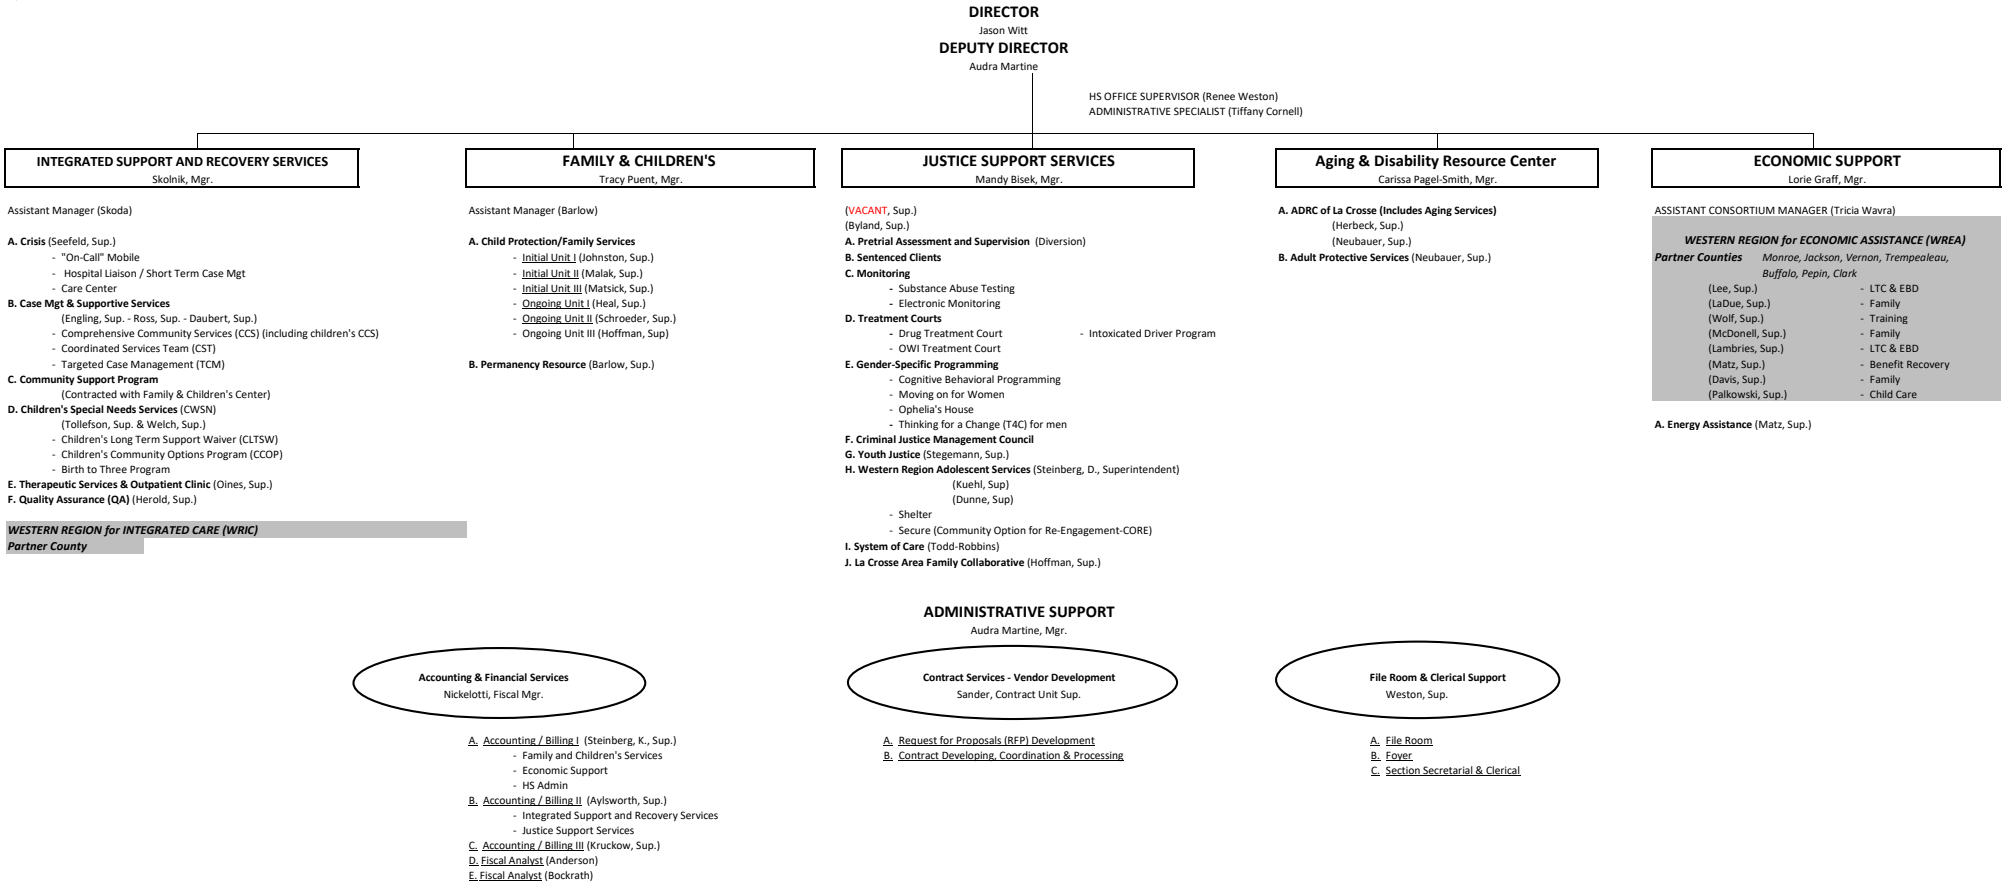 DIRECTOR
Jason Witt
DEPUTY DIRECTOR
Audra Martine
HS OFFICE SUPERVISOR (Renee Weston)
ADMINISTRATIVE SPECIALIST (Tiffany Cornell)
INTEGRATED SUPPORT AND RECOVERY SERVICES
Skolnik, Mgr.
Assistant Manager (Skoda)
A. Crisis (Seefeld, Sup.)
- "On-Call" Mobile
- Hospital Liaison / Short Term Case Mgt
- Care Center
B. Case Mgt & Supportive Services
(Engling, Sup. - Ross, Sup. - Daubert, Sup.)
- Comprehensive Community Services (CCS) (including children's CCS)
- Coordinated Services Team (CST)
- Targeted Case Management (TCM)
C. Community Support Program
(Contracted with Family & Children's Center)
D. Children's Special Needs Services (CWSN)
(Tollefson, Sup. & Welch, Sup.)
- Children's Long Term Support Waiver (CLTSW)
- Children's Community Options Program (CCOP)
- Birth to Three Program
E. Therapeutic Services & Outpatient Clinic (Oines, Sup.)
F. Quality Assurance (QA) (Herold, Sup.)
WESTERN REGION for INTEGRATED CARE (WRIC)
Partner County
FAMILY & CHILDREN'S
Tracy Puent, Mgr.
Assistant Manager (Barlow)
A. Child Protection/Family Services
- Initial Unit I (Johnston, Sup.)
- Initial Unit II (Malak, Sup.)
- Initial Unit III (Matsick, Sup.)
- Ongoing Unit I (Heal, Sup.)
- Ongoing Unit II (Schroeder, Sup.)
- Ongoing Unit III (Hoffman, Sup)
B. Permanency Resource (Barlow, Sup.)
JUSTICE SUPPORT SERVICES
Mandy Bisek, Mgr.
(VACANT, Sup.)
(Byland, Sup.)
A. Pretrial Assessment and Supervision (Diversion)
B. Sentenced Clients
C. Monitoring
- Substance Abuse Testing
- Electronic Monitoring
D. Treatment Courts
- Drug Treatment Court - Intoxicated Driver Program
- OWI Treatment Court
E. Gender-Specific Programming
- Cognitive Behavioral Programming
- Moving on for Women
- Ophelia's House
- Thinking for a Change (T4C) for men
F. Criminal Justice Management Council
G. Youth Justice (Stegemann, Sup.)
H. Western Region Adolescent Services (Steinberg, D., Superintendent)
(Kuehl, Sup)
(Dunne, Sup)
- Shelter
- Secure (Community Option for Re-Engagement-CORE)
I. System of Care (Todd-Robbins)
J. La Crosse Area Family Collaborative (Hoffman, Sup.)
Aging & Disability Resource Center
Carissa Pagel-Smith, Mgr.
A. ADRC of La Crosse (Includes Aging Services)
(Herbeck, Sup.)
(Neubauer, Sup.)
B. Adult Protective Services (Neubauer, Sup.)
ECONOMIC SUPPORT
Lorie Graff, Mgr.
ASSISTANT CONSORTIUM MANAGER (Tricia Wavra)
WESTERN REGION for ECONOMIC ASSISTANCE (WREA)
Partner Counties Monroe, Jackson, Vernon, Trempealeau,
Buffalo, Pepin, Clark
(Lee, Sup.) - LTC & EBD
(LaDue, Sup.) - Family
(Wolf, Sup.) - Training
(McDonell, Sup.) - Family
(Lambries, Sup.) - LTC & EBD
(Matz, Sup.) - Benefit Recovery
(Davis, Sup.) - Family
(Palkowski, Sup.) - Child Care
A. Energy Assistance (Matz, Sup.)
ADMINISTRATIVE SUPPORT
Audra Martine, Mgr.
Accounting & Financial Services
Nickelotti, Fiscal Mgr.
A. Accounting / Billing I (Steinberg, K., Sup.)
- Family and Children's Services
- Economic Support
- HS Admin
B. Accounting / Billing II (Aylsworth, Sup.)
- Integrated Support and Recovery Services
- Justice Support Services
C. Accounting / Billing III (Kruckow, Sup.)
D. Fiscal Analyst (Anderson)
E. Fiscal Analyst (Bockrath)
Contract Services - Vendor Development
Sander, Contract Unit Sup.
A. Request for Proposals (RFP) Development
B. Contract Developing, Coordination & Processing
File Room & Clerical Support
Weston, Sup.
A. File Room
B. Foyer
C. Section Secretarial & Clerical